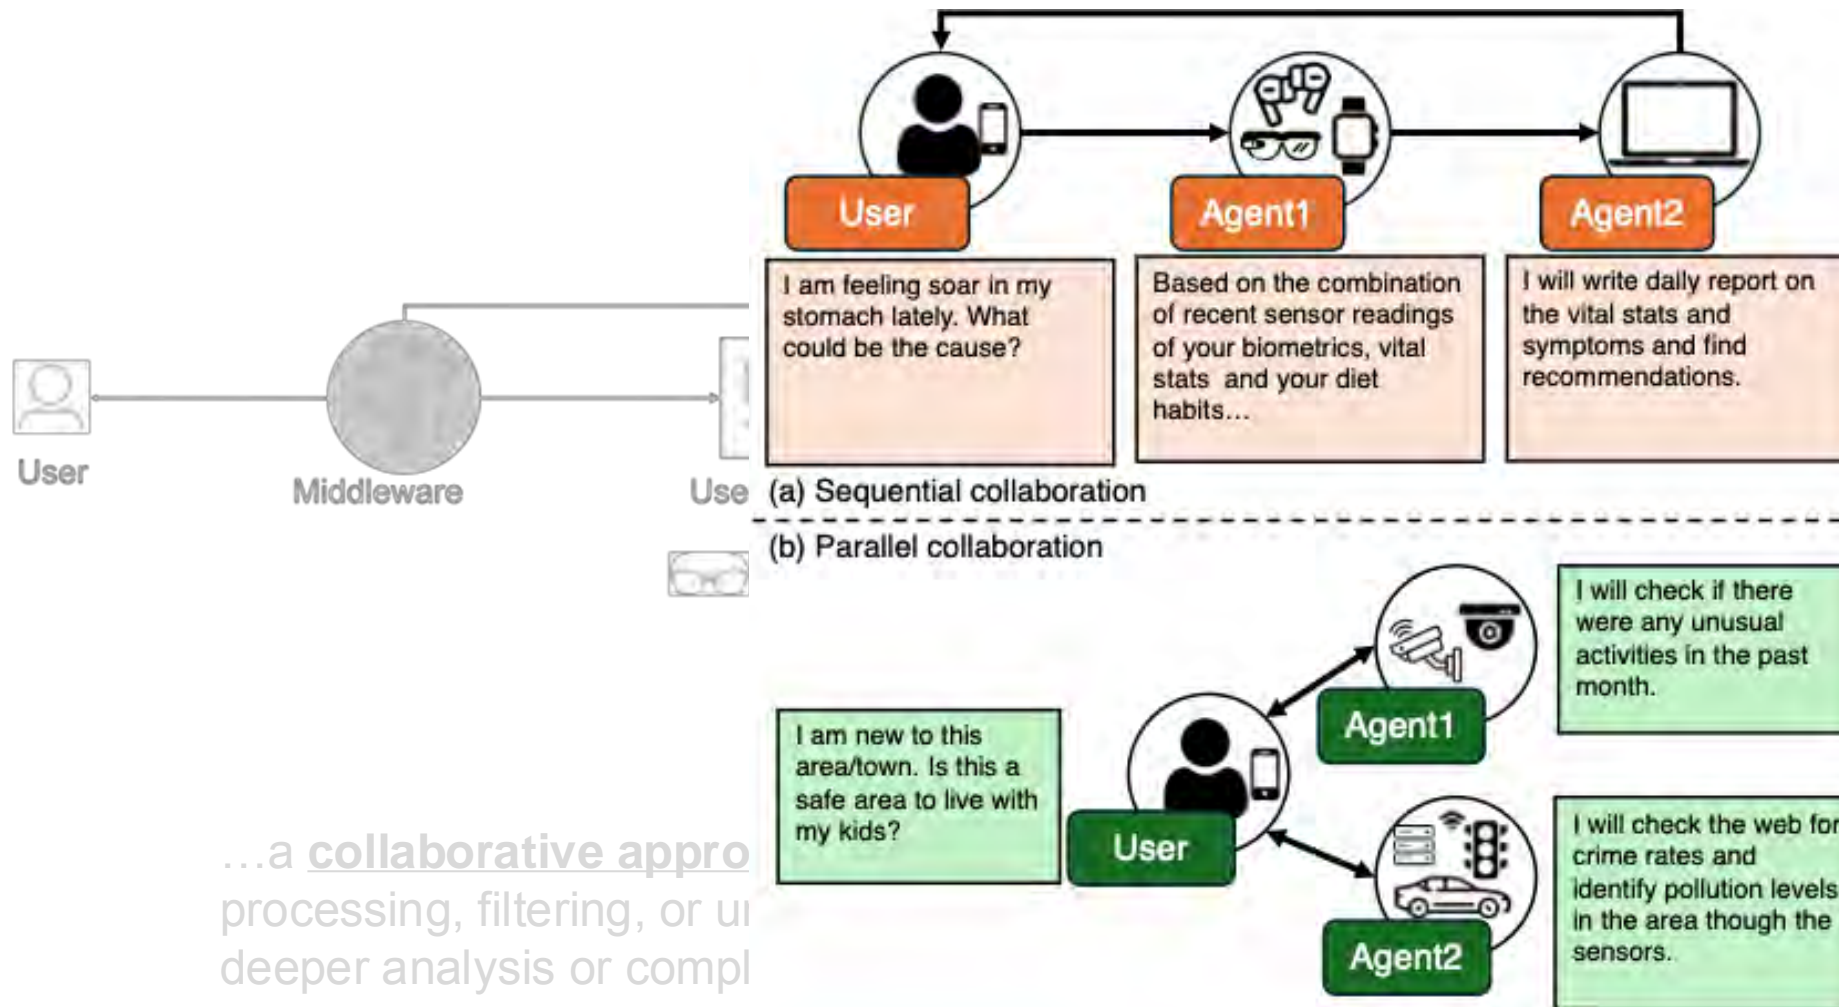 User
Middleware
Use
…a collaborative appro
processing, filtering, or u
deeper analysis or compl
User
Agent1
Agent2
I am feeling soar in my
stomach lately. What
could be the cause?
Based on the combination
of recent sensor readings
of your biometrics, vital
stats and your diet
habits…
I will write daily report on
the vital stats and
symptoms and find
recommendations.
(a) Sequential collaboration
(b) Parallel collaboration
I am new to this
area/town. Is this a
safe area to live with
my kids?
User
Agent1
I will check if there
were any unusual
activities in the past
month.
Agent2
I will check the web for
crime rates and
identify pollution levels
in the area though the
sensors.